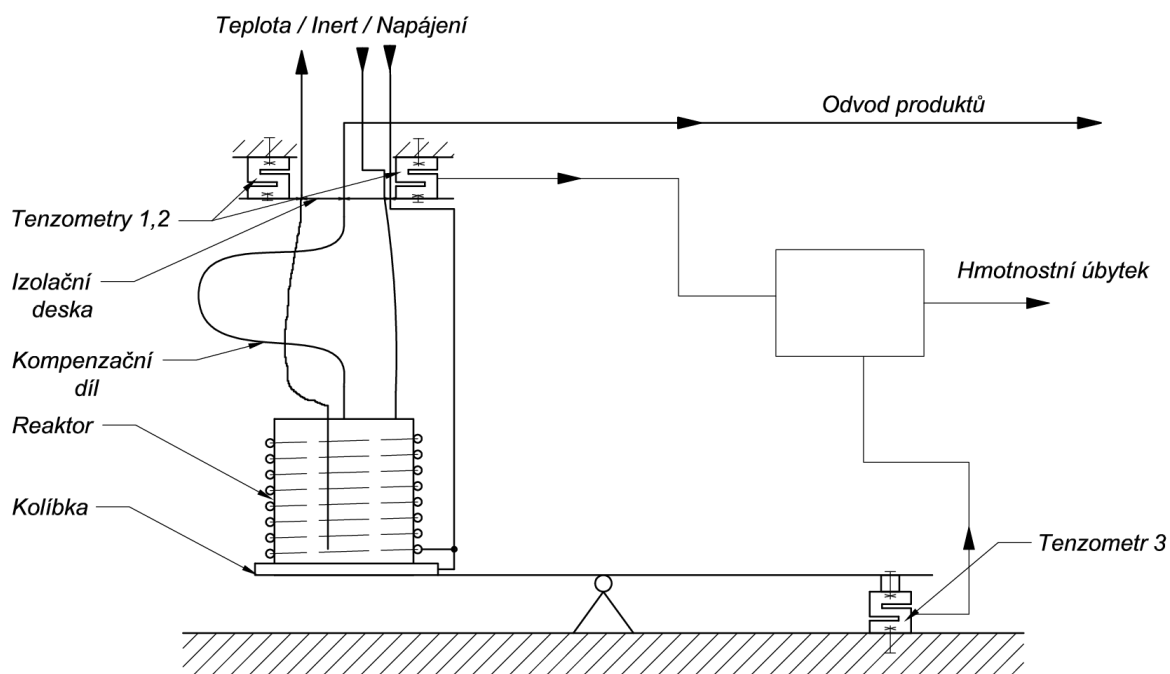 Teplota / Inert / Napájení
Odvod produktů
Tenzometry 1,2
Izolační
deska
Hmotnostní úbytek
Kompenzační
díl
Reaktor
Kolíbka
Tenzometr 3